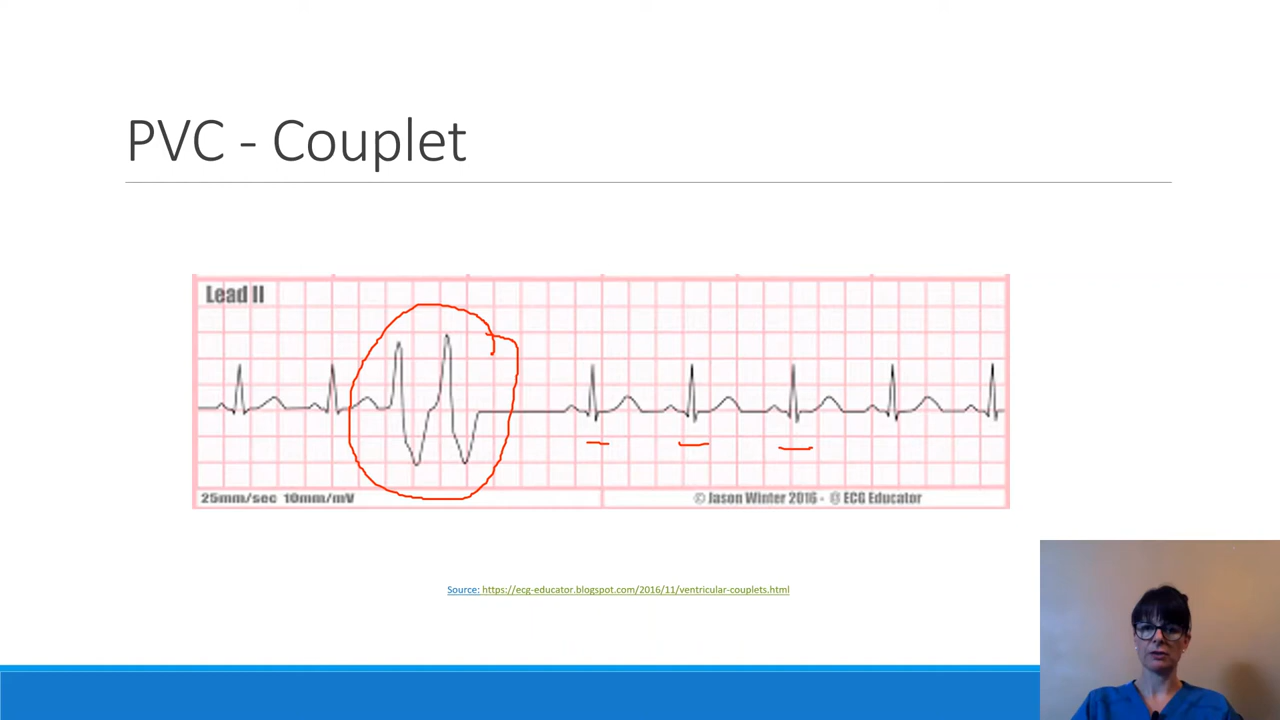 PVC - Couplet
Lead II
25mm/sec 10mm/mV
© Jason Winter 2016 - ® ECG Educator
Source: https://ecg-educator.blogspot.com/2016/11/ventricular-couplets.html